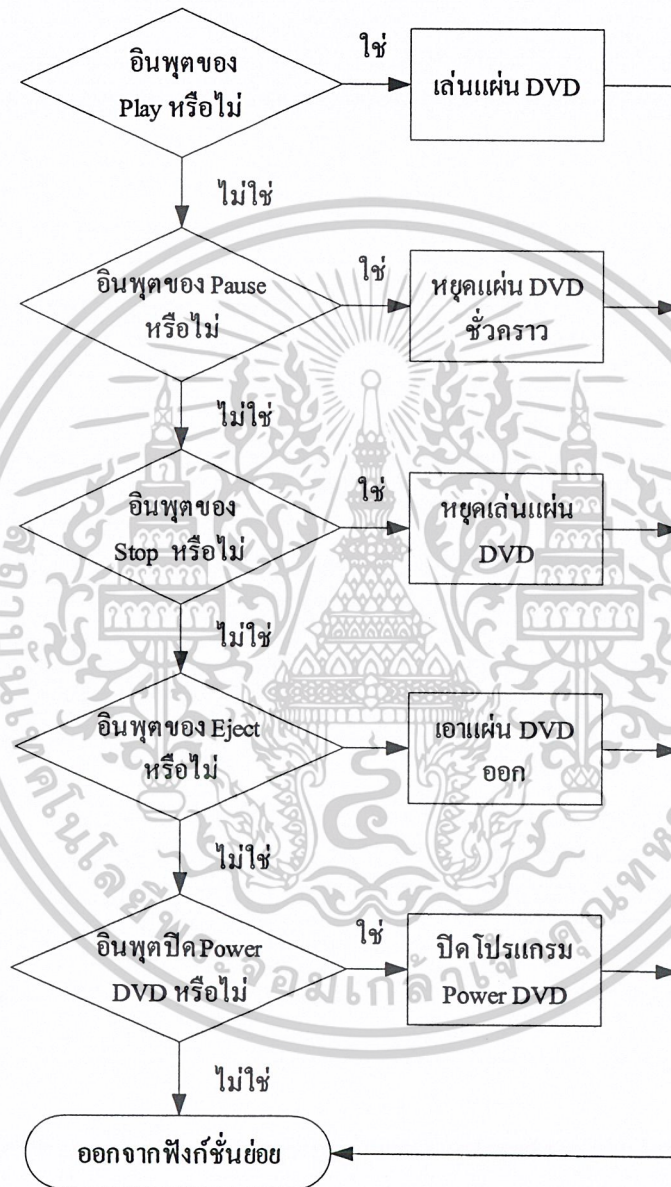 อินพุตของ
Play หรือไม่
ใช่
เล่นแผ่น DVD
ไม่ใช่
อินพุตของ Pause
หรือไม่
ใช่
หยุดแผ่น DVD
ชั่วคราว
ไม่ใช่
อินพุตของ
Stop หรือไม่
ใช่
หยุดเล่นแผ่น
DVD
ไม่ใช่
อินพุตของ Eject
หรือไม่
เอาแผ่น DVD
ออก
ไม่ใช่
อินพุตปิด Power
DVD หรือไม่
ใช่
ปิดโปรแกรม
Power DVD
ไม่ใช่
ออกจากฟังก์ชั่นย่อย